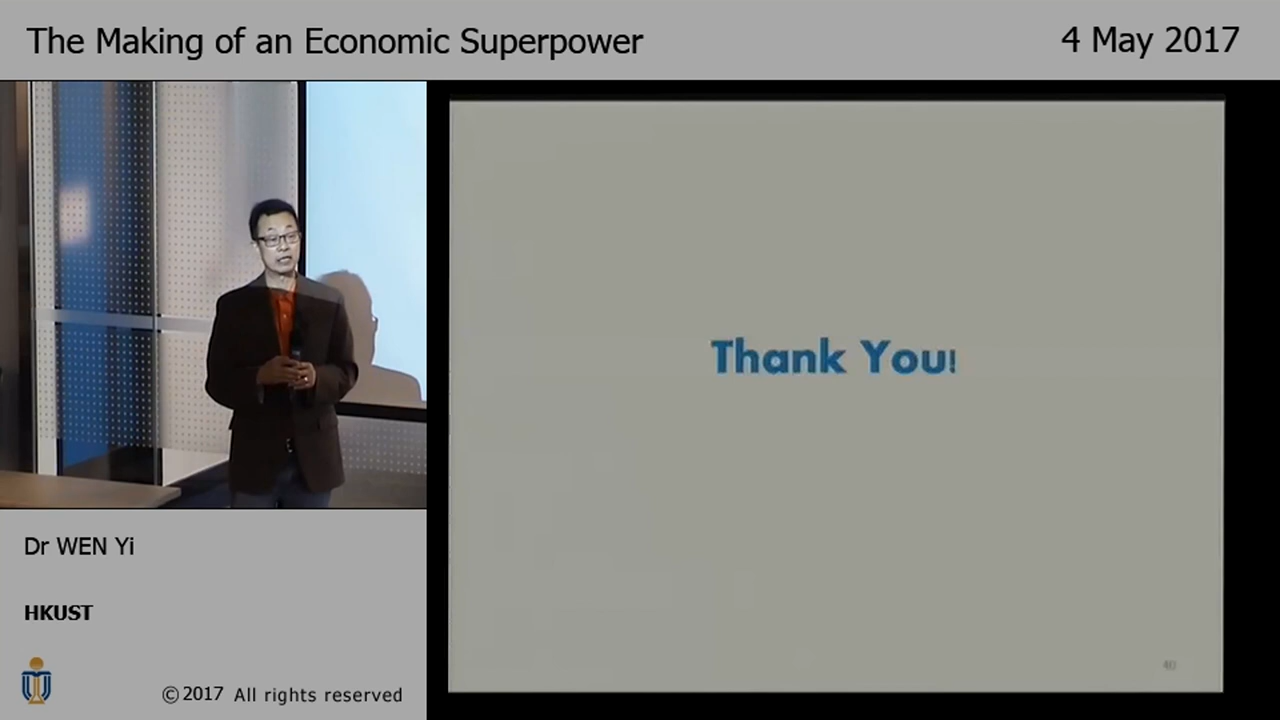 The Making of an Economic Superpower
4 May 2017
Thank You!
40
Dr WEN Yi
HKUST
©2017 All rights reserved